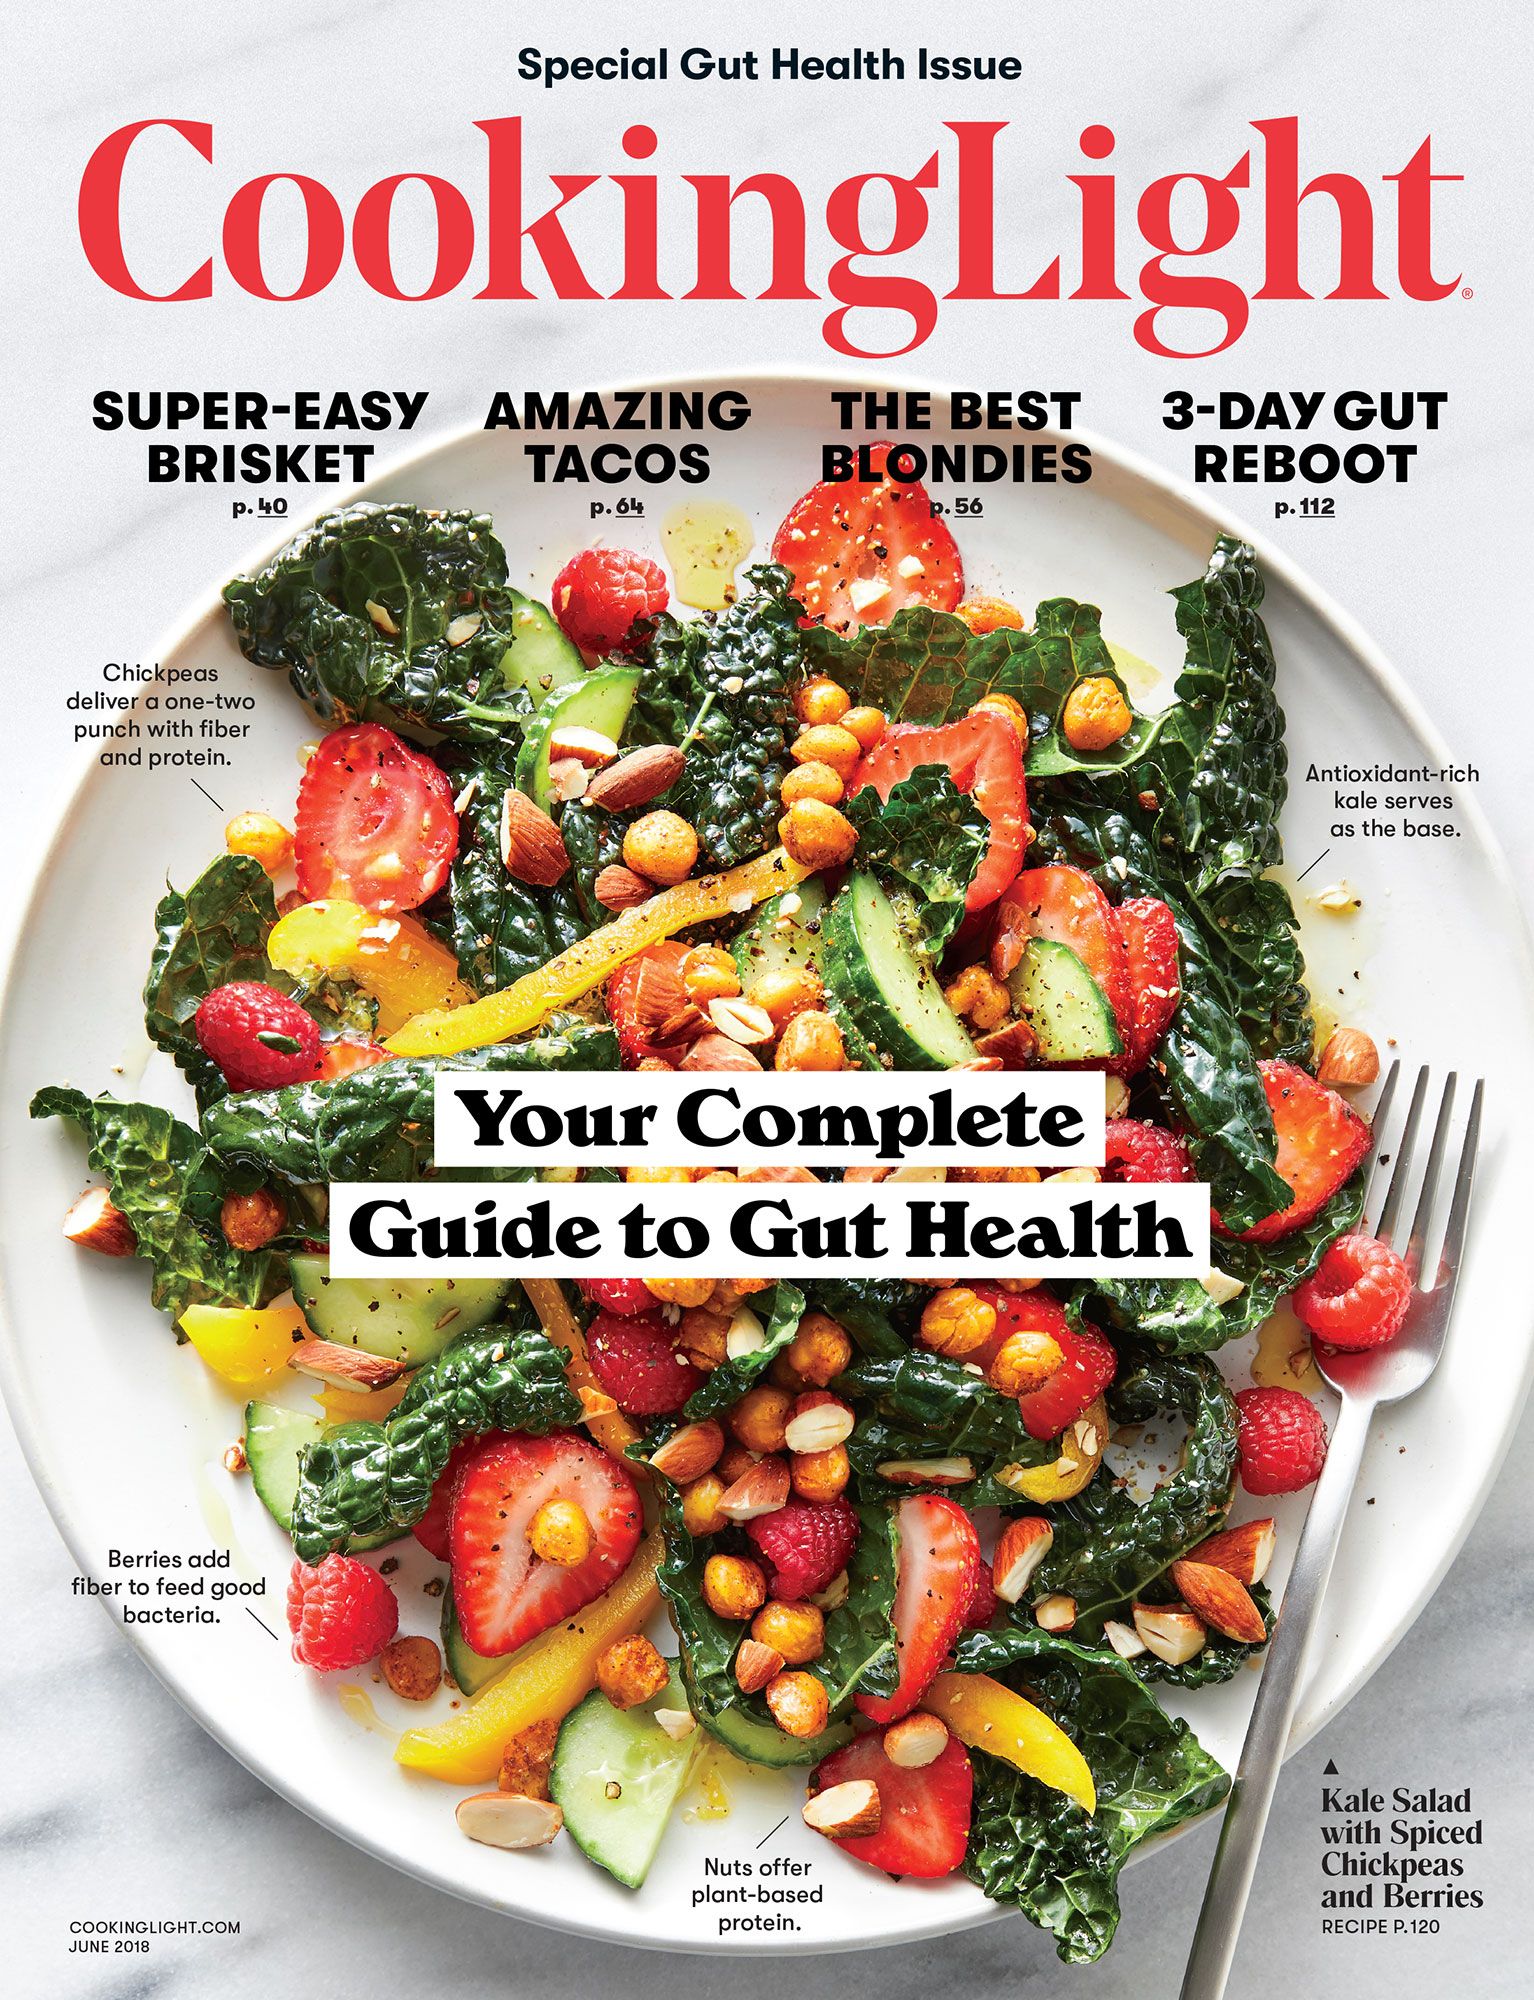 Special Gut Health Issue
CookingLight®
SUPER-EASY
BRISKET
p. 40
AMAZING
TACOS
p. 64
THE BEST
BLONDIES
p. 56
3-DAY GUT
REBOOT
p. 112
Chickpeas
deliver a one-two
punch with fiber
and protein.
Antioxidant-rich
kale serves
as the base.
Your Complete
Guide to Gut Health
Berries add
fiber to feed good
bacteria.
Nuts offer
plant-based
protein.
▲
Kale Salad
with Spiced
Chickpeas
and Berries
RECIPE P.120
COOKINGLIGHT.COM
JUNE 2018